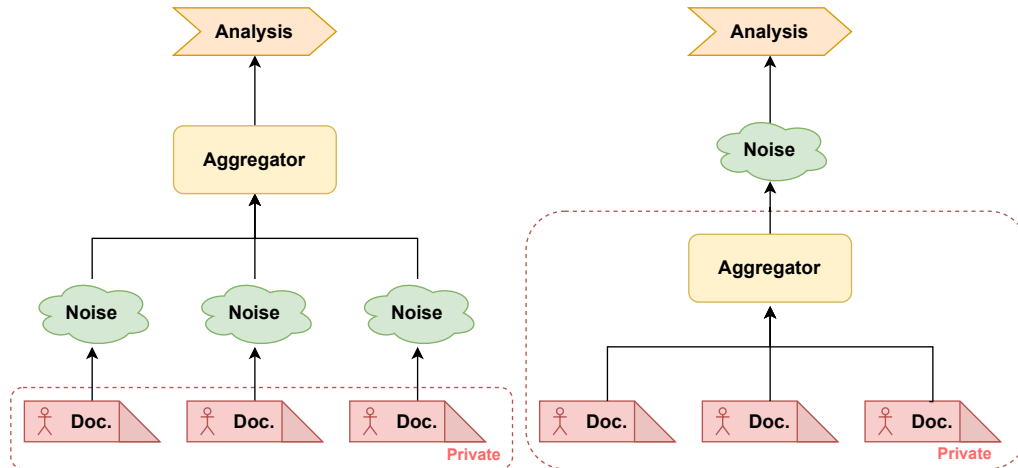 Analysis
Aggregator
Noise
Noise
Noise
Doc.
Doc.
Doc.
Private
Analysis
Noise
Aggregator
Doc.
Doc.
Doc.
Private